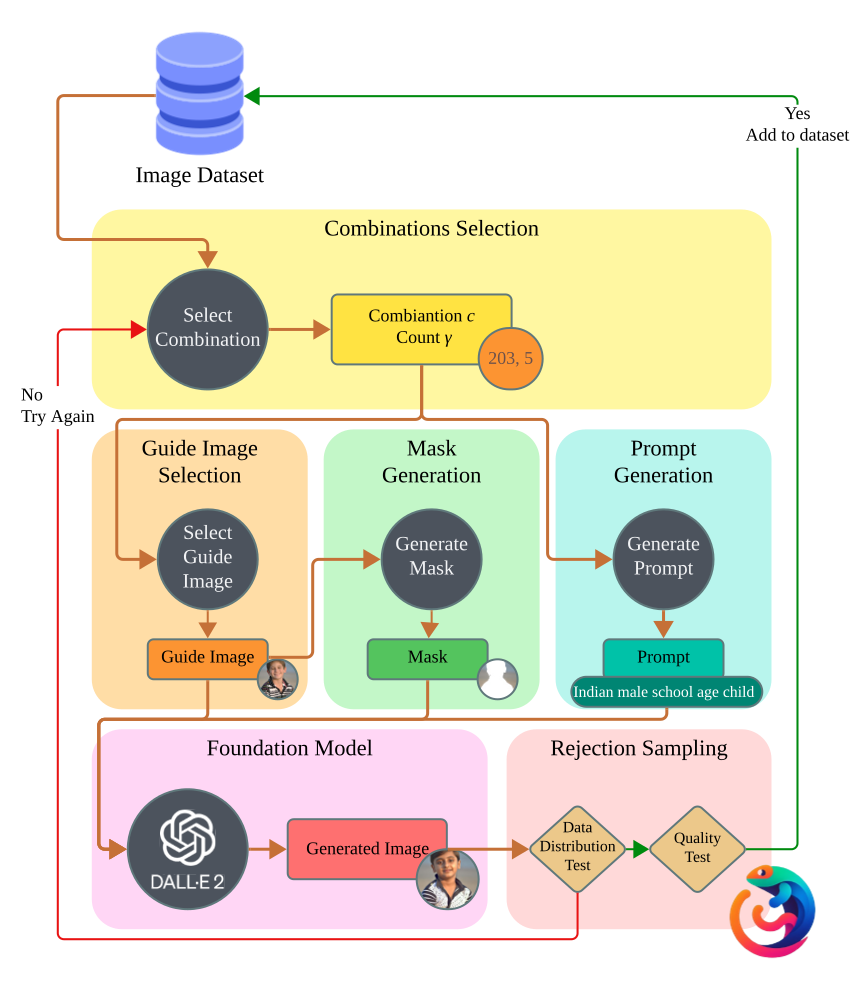 Image Dataset
Yes
Add to dataset
Combinations Selection
Select
Combination
Combiantion c
Count γ
203, 5
No
Try Again
Guide Image
Selection
Mask
Generation
Prompt
Generation
Select
Guide
Image
Generate
Mask
Generate
Prompt
Guide Image
Mask
Prompt
Indian male school age child
Foundation Model
Rejection Sampling
DALL·E 2
Generated Image
Data
Distribution
Test
Quality
Test